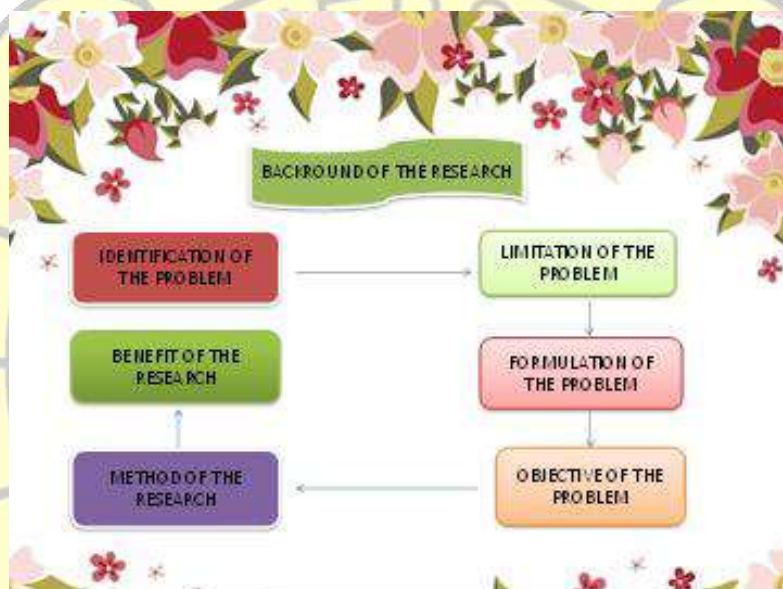 BACKROUND OF THE RESEARCH
IDENTIFICATION OF
THE PROBLEM
LIMITATION OF THE
PROBLEM
FORMULATION OF
THE PROBLEM
OBJECTIVE OF THE
PROBLEM
METHOD OF THE
RESEARCH
BENEFIT OF THE
RESEARCH